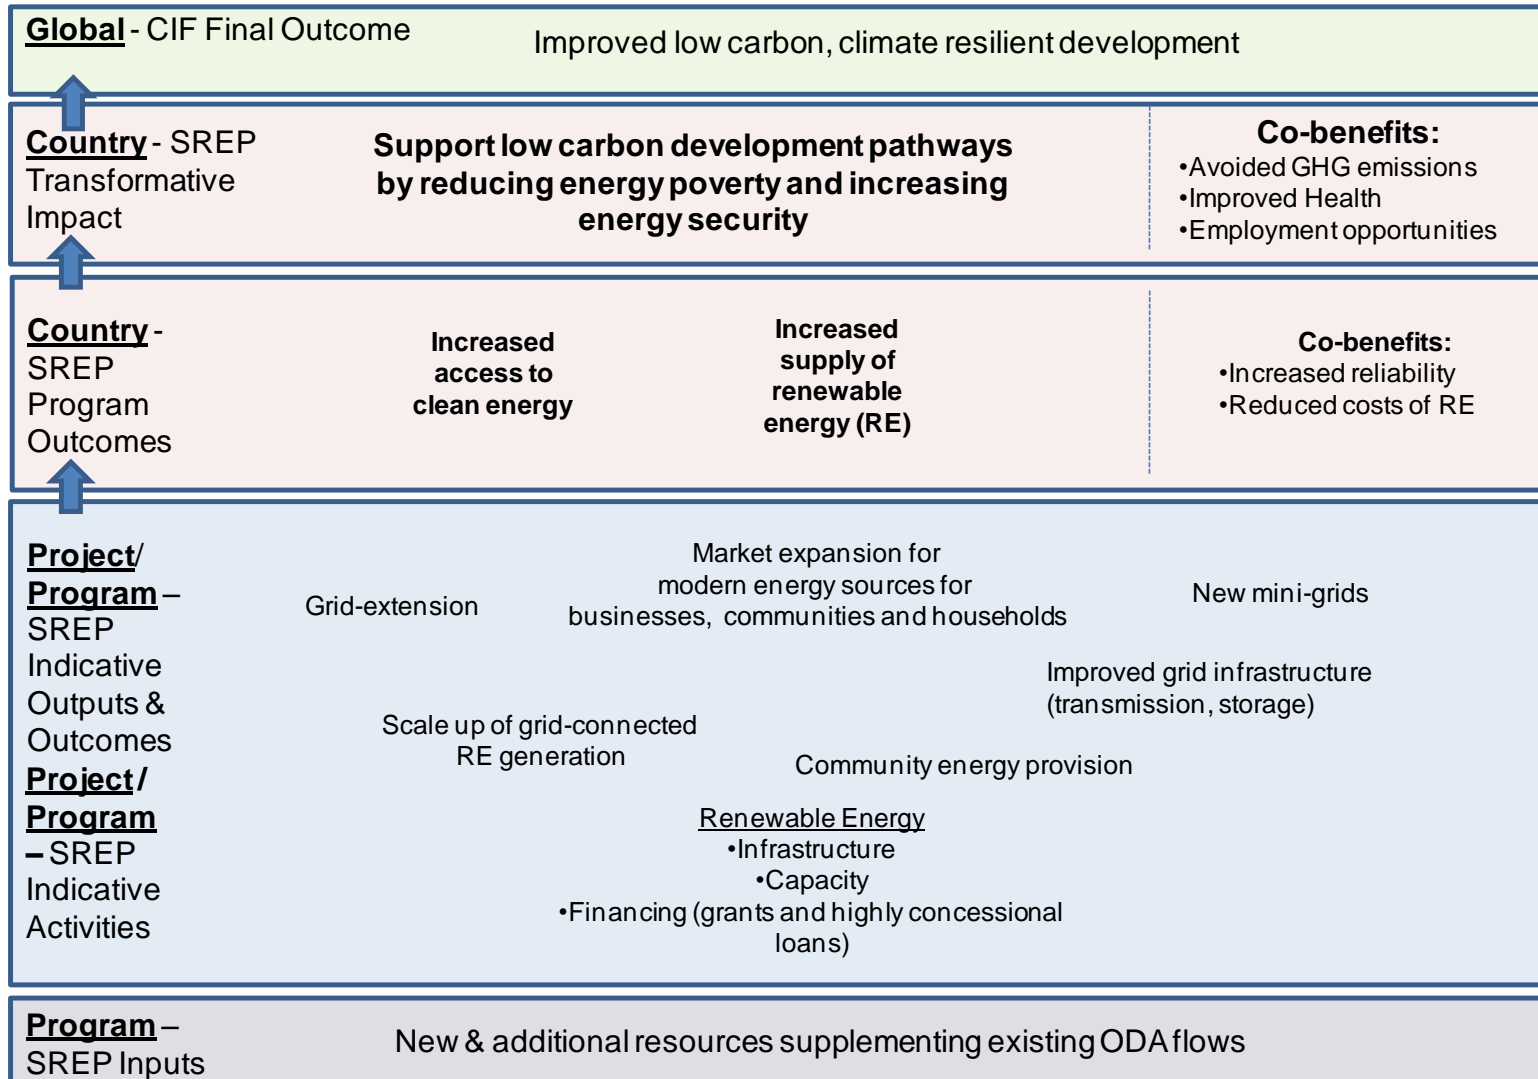 Global - CIF Final Outcome
Improved low carbon, climate resilient development
Country - SREP
Transformative
Impact
Support low carbon development pathways
by reducing energy poverty and increasing
energy security
Co-benefits:
•Avoided GHG emissions
•Improved Health
•Employment opportunities
Country -
SREP
Program
Outcomes
Increased
access to
clean energy
Increased
supply of
renewable
energy (RE)
Co-benefits:
•Increased reliability
•Reduced costs of RE
Project/
Program –
SREP
Indicative
Outputs &
Outcomes
Grid-extension
Market expansion for
modern energy sources for
businesses, communities and households
New mini-grids
Improved grid infrastructure
(transmission, storage)
Scale up of grid-connected
RE generation
Community energy provision
Project /
Program
– SREP
Indicative
Activities
Renewable Energy
•Infrastructure
•Capacity
•Financing (grants and highly concessional
loans)
Program –
SREP Inputs
New & additional resources supplementing existing ODA flows